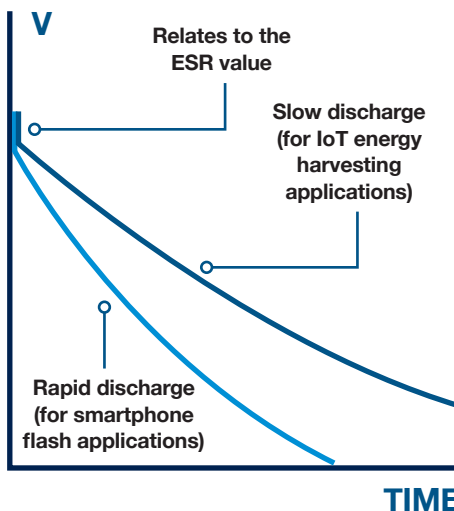 V
Relates to the
ESR value
Slow discharge
(for IoT energy
harvesting
applications)
Rapid discharge
(for smartphone
flash applications)
TIME